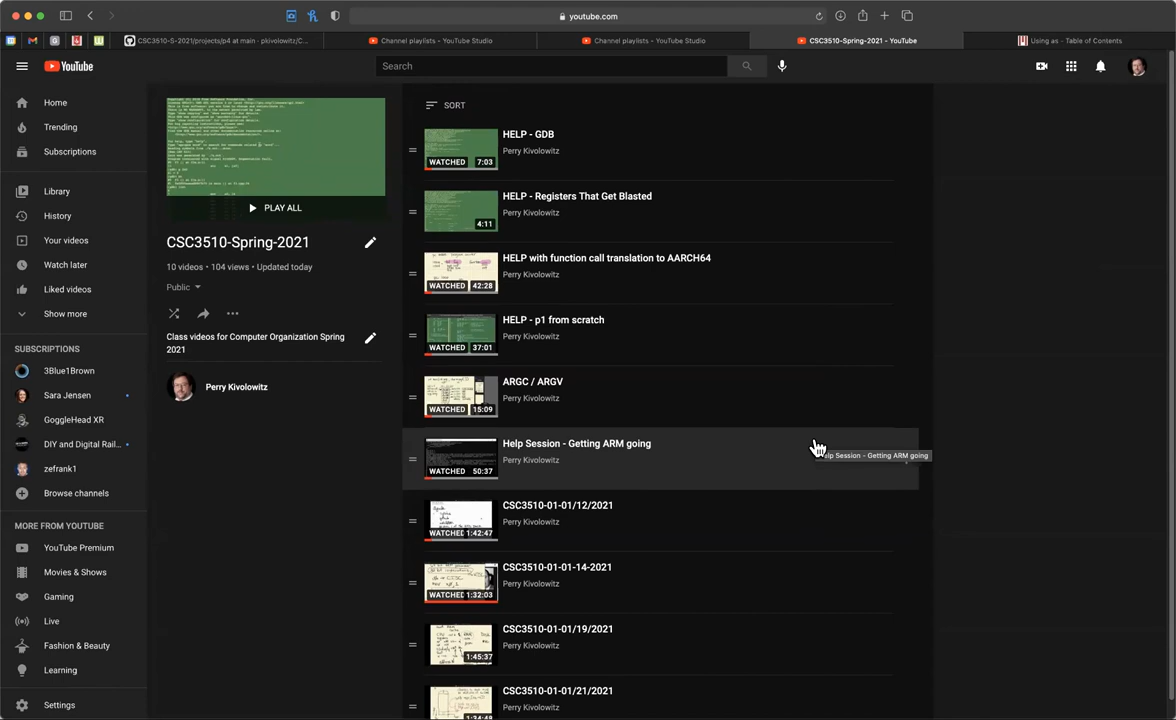 youtube.com
CSC3510-S-2021/projects/p4 at main · pkivolowitz/C...
Channel playlists - YouTube Studio
Channel playlists - YouTube Studio
CSC3510-Spring-2021 - YouTube
Using as - Table of Contents
YouTube
Search
Home
Trending
Subscriptions
Library
History
Your videos
Watch later
Liked videos
Show more
SUBSCRIPTIONS
3Blue1Brown
Sara Jensen
GoggleHead XR
DIY and Digital Rail...
zefrank1
Browse channels
MORE FROM YOUTUBE
YouTube Premium
Movies & Shows
Gaming
Live
Fashion & Beauty
Learning
Settings
PLAY ALL
CSC3510-Spring-2021
10 videos • 104 views • Updated today
Public
Class videos for Computer Organization Spring
2021
Perry Kivolowitz
SORT
HELP - GDB
Perry Kivolowitz
WATCHED 7:03
HELP - Registers That Get Blasted
Perry Kivolowitz
4:11
HELP with function call translation to AARCH64
Perry Kivolowitz
WATCHED 42:28
HELP - p1 from scratch
Perry Kivolowitz
WATCHED 37:01
ARGC / ARGV
Perry Kivolowitz
WATCHED 15:09
Help Session - Getting ARM going
Help Session - Getting ARM going
Perry Kivolowitz
WATCHED 50:37
CSC3510-01-01/12/2021
Perry Kivolowitz
WATCHED 1:42:47
CSC3510-01-01-14-2021
Perry Kivolowitz
WATCHED 1:32:03
CSC3510-01-01/19/2021
Perry Kivolowitz
1:45:37
CSC3510-01-01/21/2021
Perry Kivolowitz
1:34:48